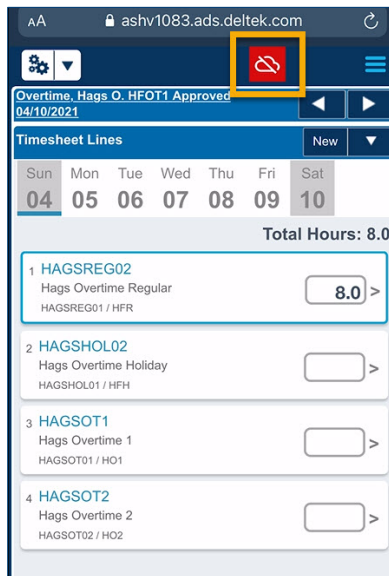 AA ashv1083.ads.deltek.com
Overtime, Hags O. HFOT1 Approved
04/10/2021
Timesheet Lines New
Sun Mon Tue Wed Thu Fri Sat
04 05 06 07 08 09 10
Total Hours: 8.0
1 HAGSREG02
Hags Overtime Regular
8.0 >
HAGSREG01 / HFR
2 HAGSHOL02
Hags Overtime Holiday
>
HAGSHOL01 / HFH
3 HAGSOT1
Hags Overtime 1
>
HAGSOT01 / HO1
4 HAGSOT2
Hags Overtime 2
>
HAGSOT02 / HO2